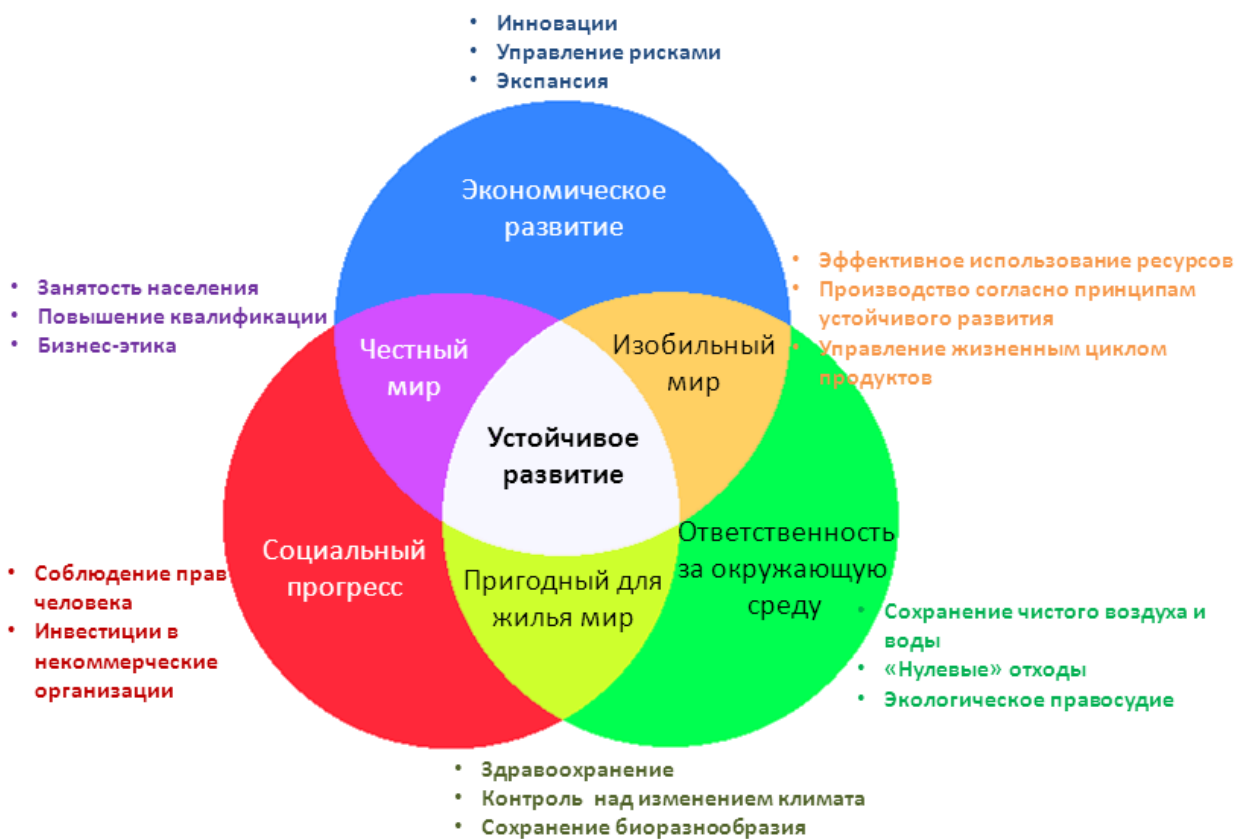 • Инновации
• Управление рисками
• Экспансия
Экономическое
развитие
• Занятость населения
• Повышение квалификации
• Бизнес-этика
• Эффективное использование ресурсов
• Производство согласно принципам
устойчивого развития
• Управление жизненным циклом
продуктов
Честный
мир
Изобильный
мир
Устойчивое
развитие
Социальный
прогресс
Пригодный для
жилья мир
Ответственность
за окружающую
среду
• Соблюдение прав
человека
• Инвестиции в
некоммерческие
организации
• Сохранение чистого воздуха и
воды
• «Нулевые» отходы
• Экологическое правосудие
• Здравоохранение
• Контроль над изменением климата
• Сохранение биоразнообразия